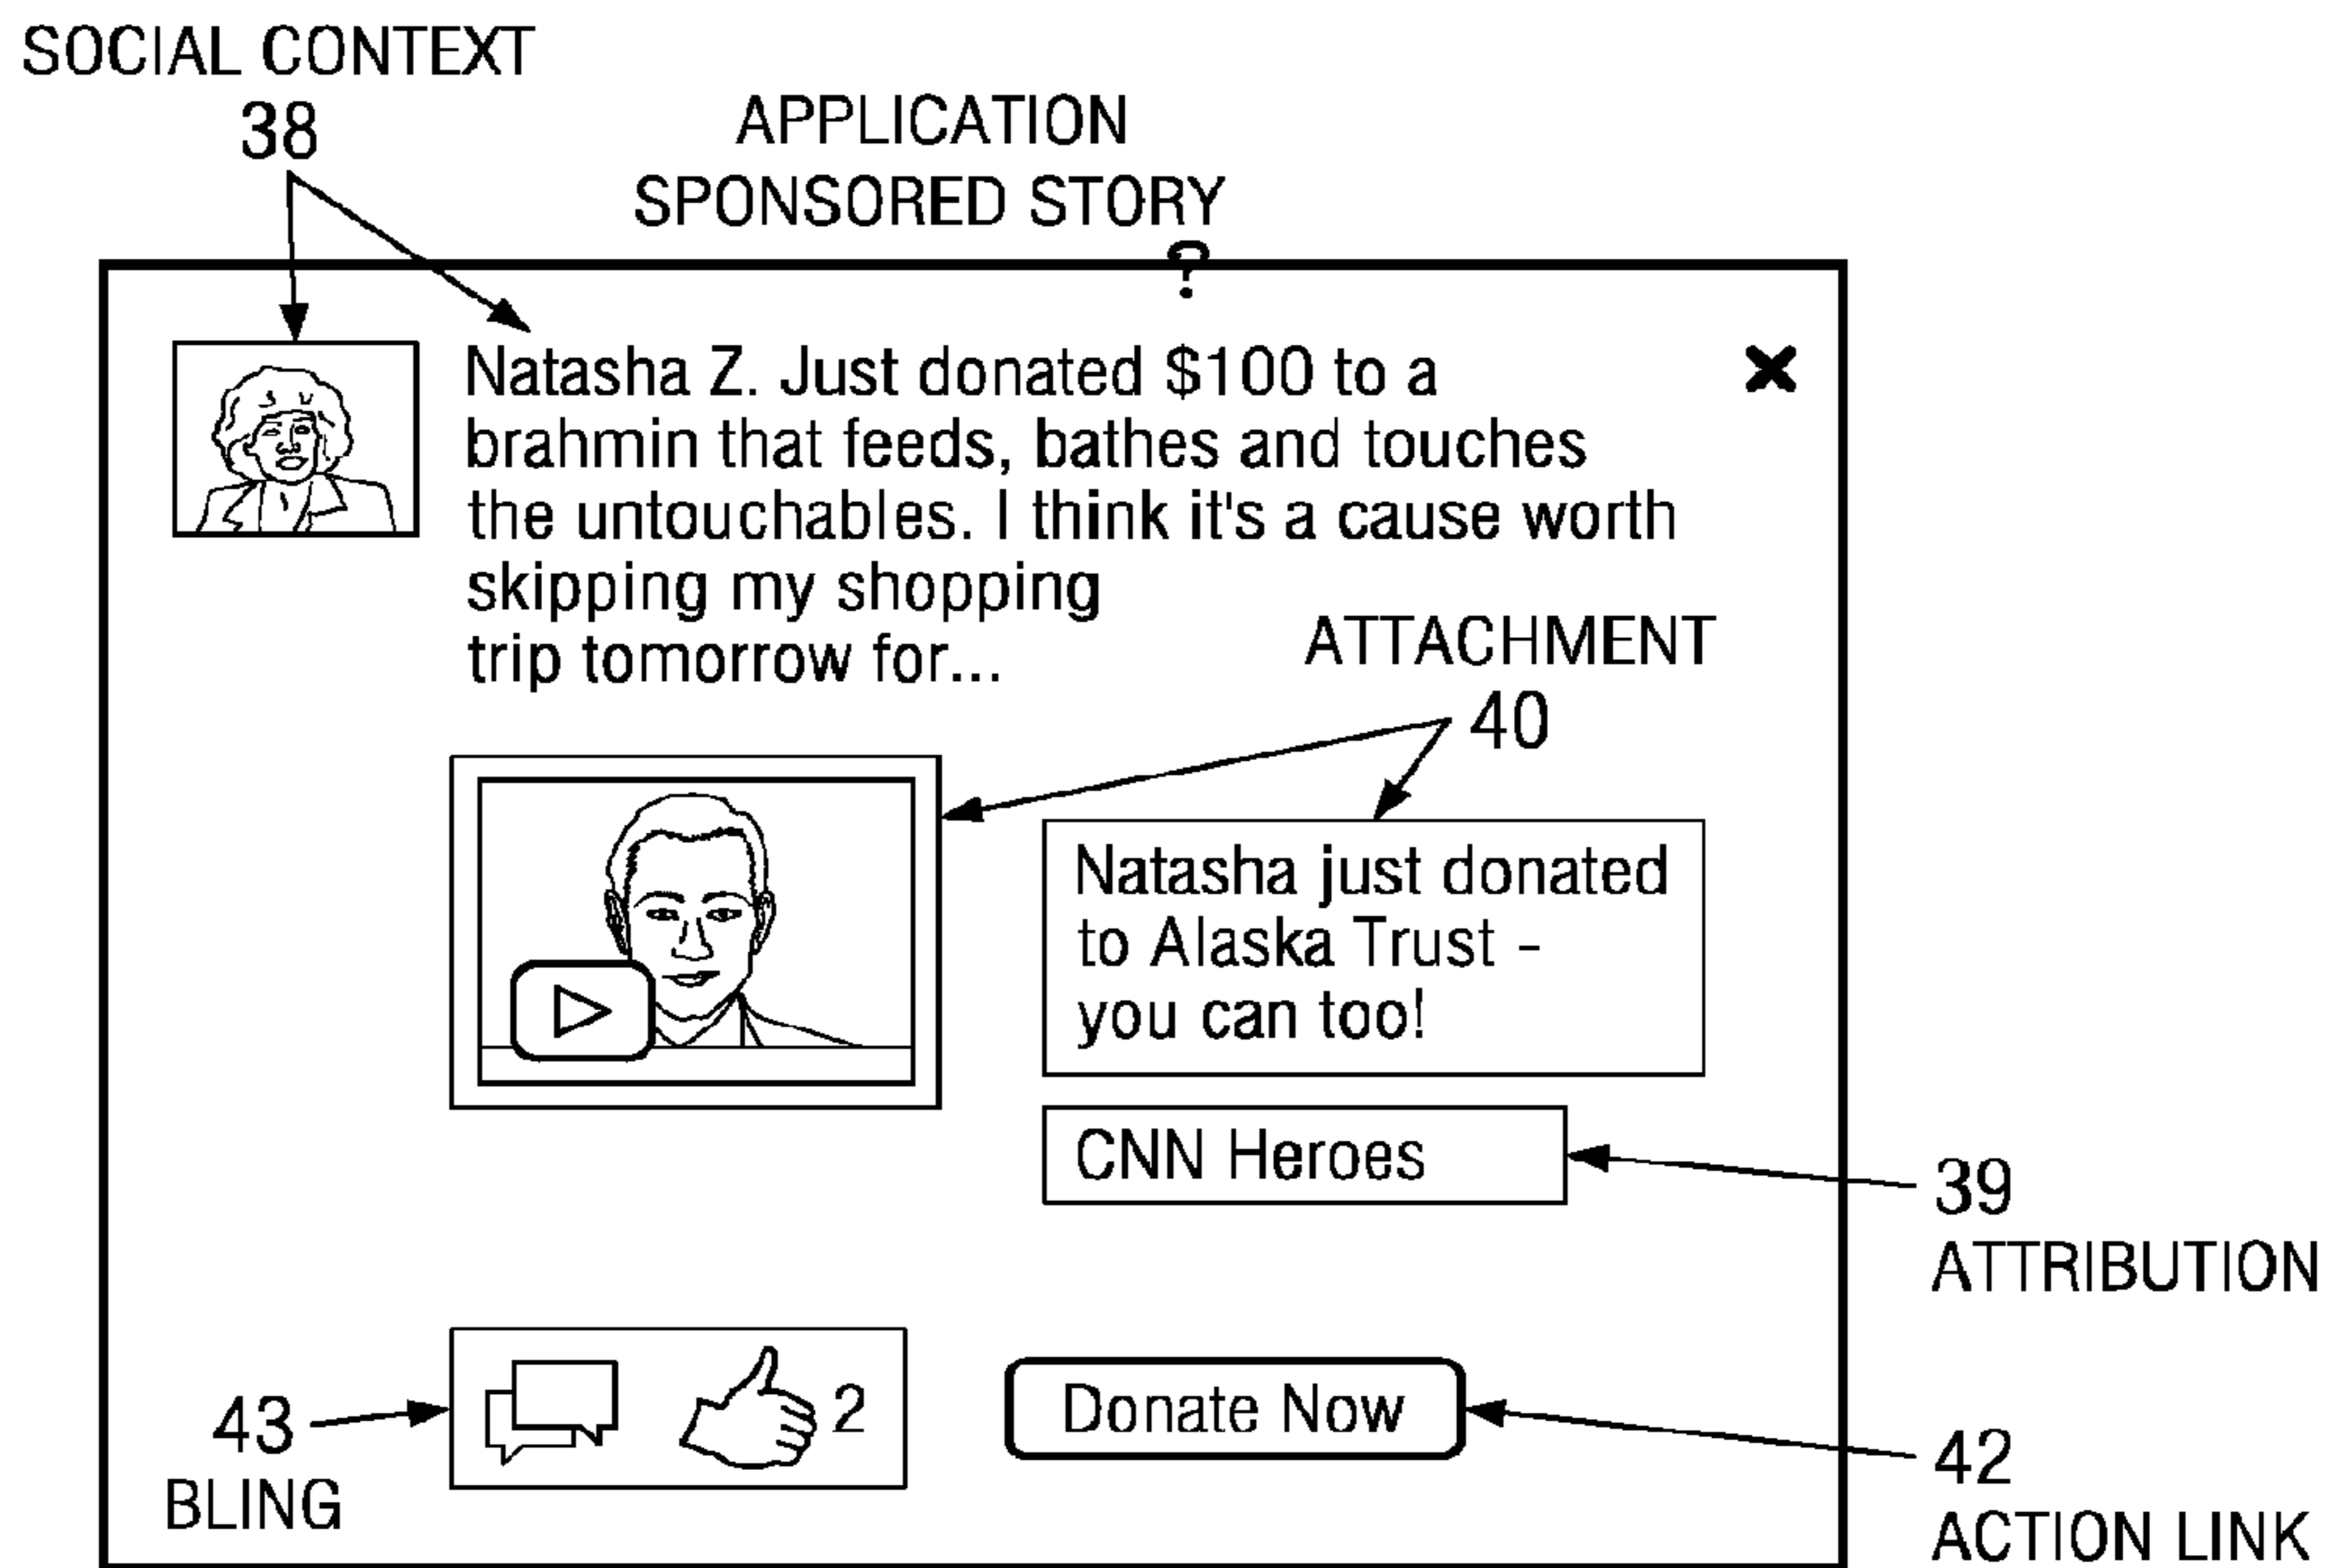 SOCIAL CONTEXT
38
APPLICATION
SPONSORED STORY
?
Natasha Z. Just donated $100 to a
brahmin that feeds, bathes and touches
the untouchables. I think it's a cause worth
skipping my shopping
trip tomorrow for...
ATTACHMENT
40
Natasha just donated
to Alaska Trust -
you can too!
CNN Heroes
39
ATTRIBUTION
43
BLING
2
Donate Now
42
ACTION LINK